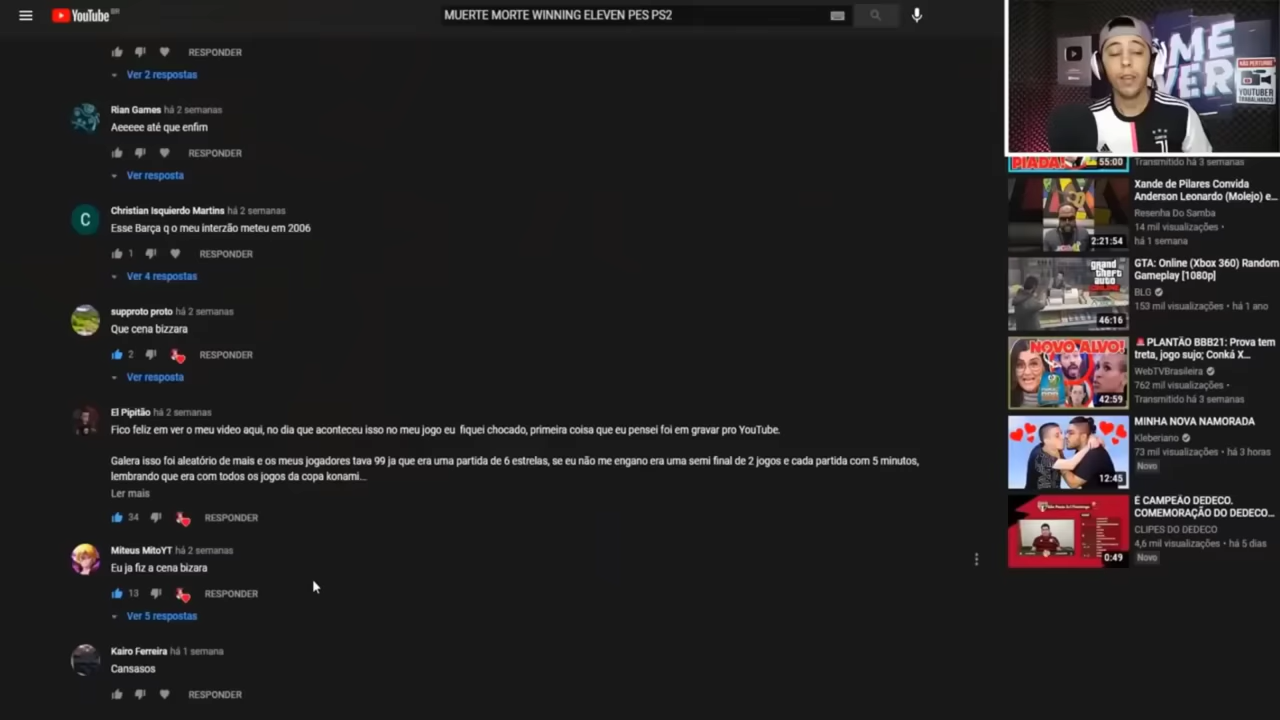 YouTube BR
MUERTE MORTE WINNING ELEVEN PES PS2
RESPONDER
Ver 2 respostas
Rian Games há 2 semanas
Aeeeee até que enfim
RESPONDER
Ver resposta
C
Christian Isquierdo Martins há 2 semanas
Esse Barça q o meu interzão meteu em 2006
1 RESPONDER
Ver 4 respostas
supproto proto há 2 semanas
Que cena bizzara
2 RESPONDER
Ver resposta
El Pipitão há 2 semanas
Fico feliz em ver o meu video aqui, no dia que aconteceu isso no meu jogo eu fiquei chocado, primeira coisa que eu pensei foi em gravar pro YouTube.
Galera isso foi aleatório de mais e os meus jogadores tava 99 ja que era uma partida de 6 estrelas, se eu não me engano era uma semi final de 2 jogos e cada partida com 5 minutos,
lembrando que era com todos os jogos da copa konami...
Ler mais
34 RESPONDER
Miteus MitoYT há 2 semanas
Eu ja fiz a cena bizara
13 RESPONDER
Ver 5 respostas
Kairo Ferreira há 1 semana
Cansasos
RESPONDER
NÃO PERTURBE
YOUTUBER
TRABALHANDO
PIADA!
55:00
Transmitido há 3 semanas
2:21:54
Xande de Pilares Convida
Anderson Leonardo (Molejo) e...
Resenha Do Samba
14 mil visualizações •
há 1 semana
grand
theft
auto
ONLINE
46:16
GTA: Online (Xbox 360) Random
Gameplay [1080p]
BLG
153 mil visualizações • há 1 ano
NOVO ALVO!
42:59
PLANTÃO BBB21: Prova tem
treta, jogo sujo; Conká X...
WebTVBrasileira
762 mil visualizações •
Transmitido há 3 semanas
12:45
MINHA NOVA NAMORADA
Kleberiano
73 mil visualizações • há 3 horas
Novo
0:49
É CAMPEÃO DEDECO.
COMEMORAÇÃO DO DEDECO...
CLIPES DO DEDECO
4,6 mil visualizações • há 5 dias
Novo